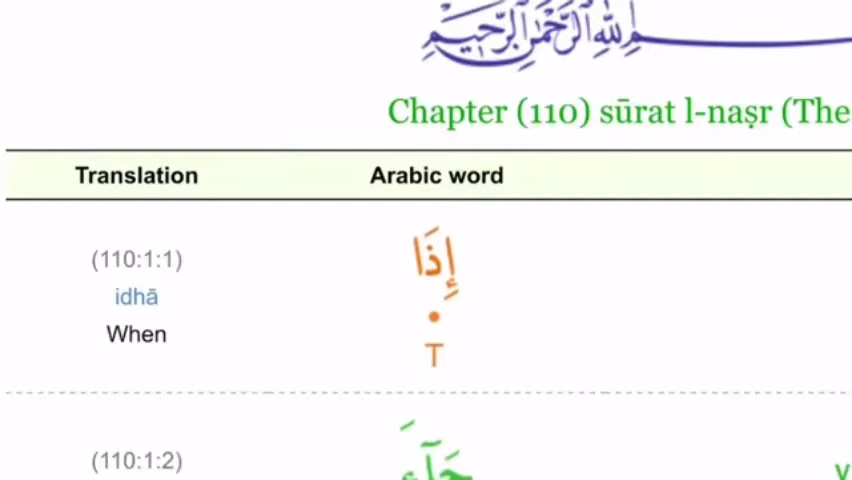 بِسْمِ ٱللَّهِ ٱلرَّحْمَٰنِ ٱلرَّحِيمِ
Chapter (110) sūrat l-naṣr (The
Translation Arabic word
(110:1:1)
idhā
When
إِذَا
T
(110:1:2)
جَآءَ